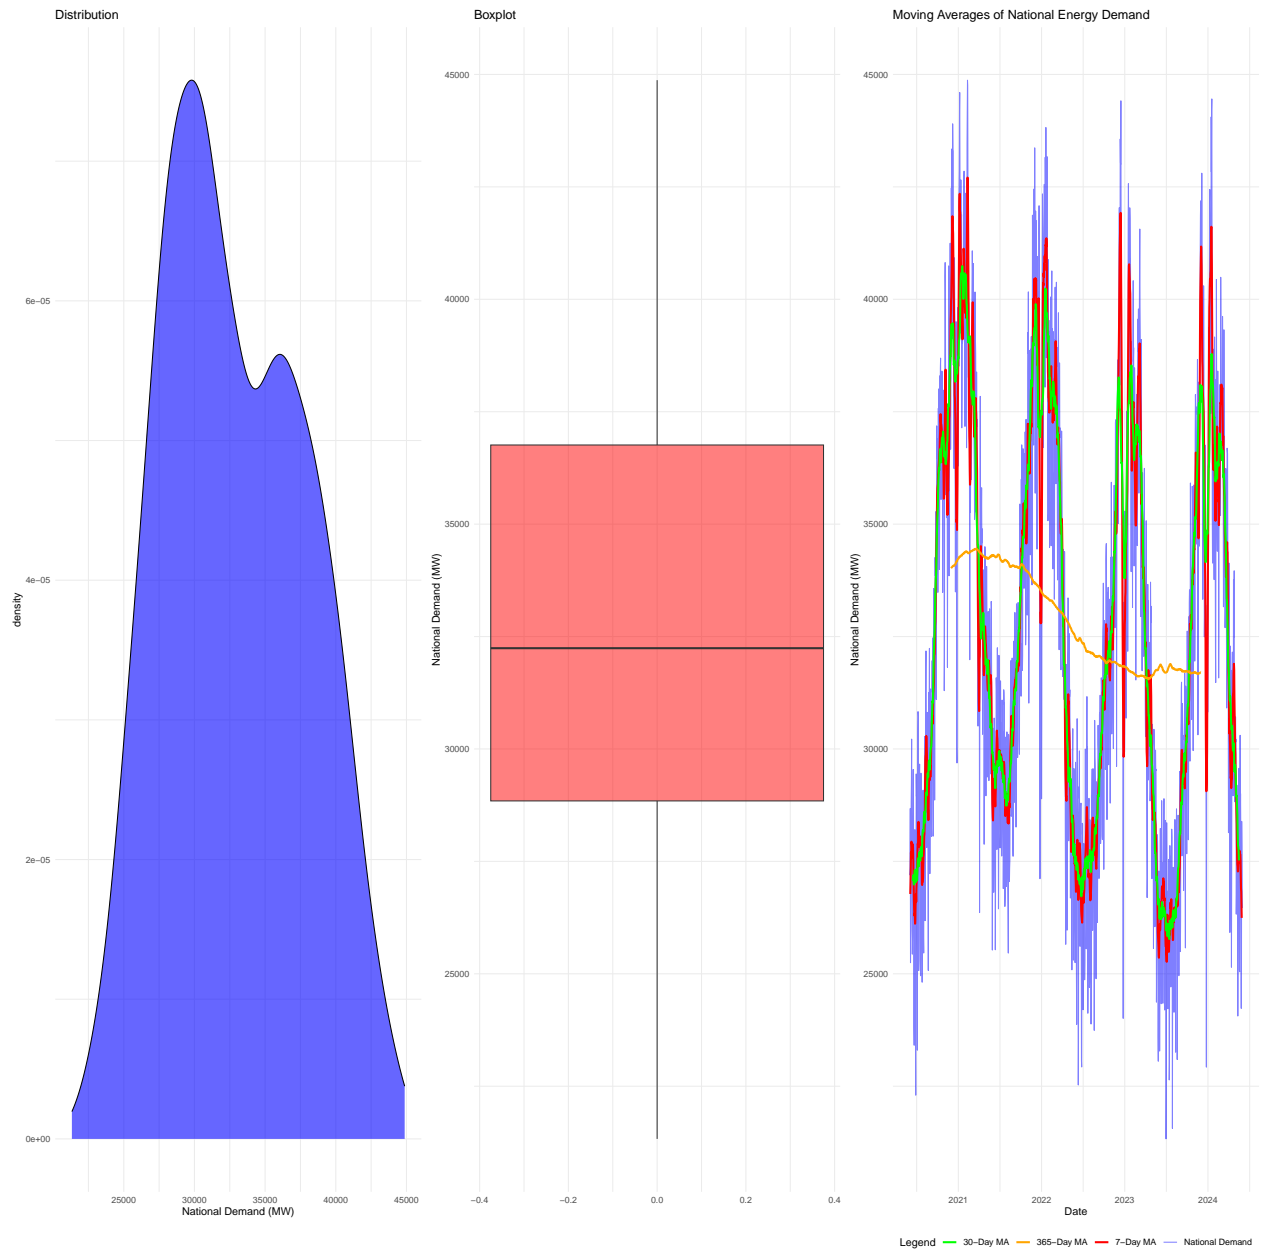 Distribution
density
6e−05
4e−05
2e−05
0e+00
25000 30000 35000 40000 45000
National Demand (MW)
Boxplot
National Demand (MW)
45000
40000
35000
30000
25000
−0.4 −0.2 0.0 0.2 0.4
Moving Averages of National Energy Demand
National Demand (MW)
45000
40000
35000
30000
25000
2021 2022 2023 2024
Date
Legend 30−Day MA 365−Day MA 7−Day MA National Demand